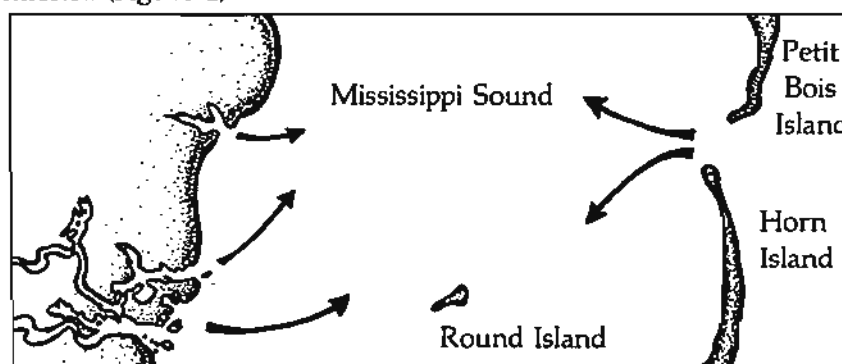 Mississippi Sound
Petit
Bois
Island
Horn
Island
Round Island